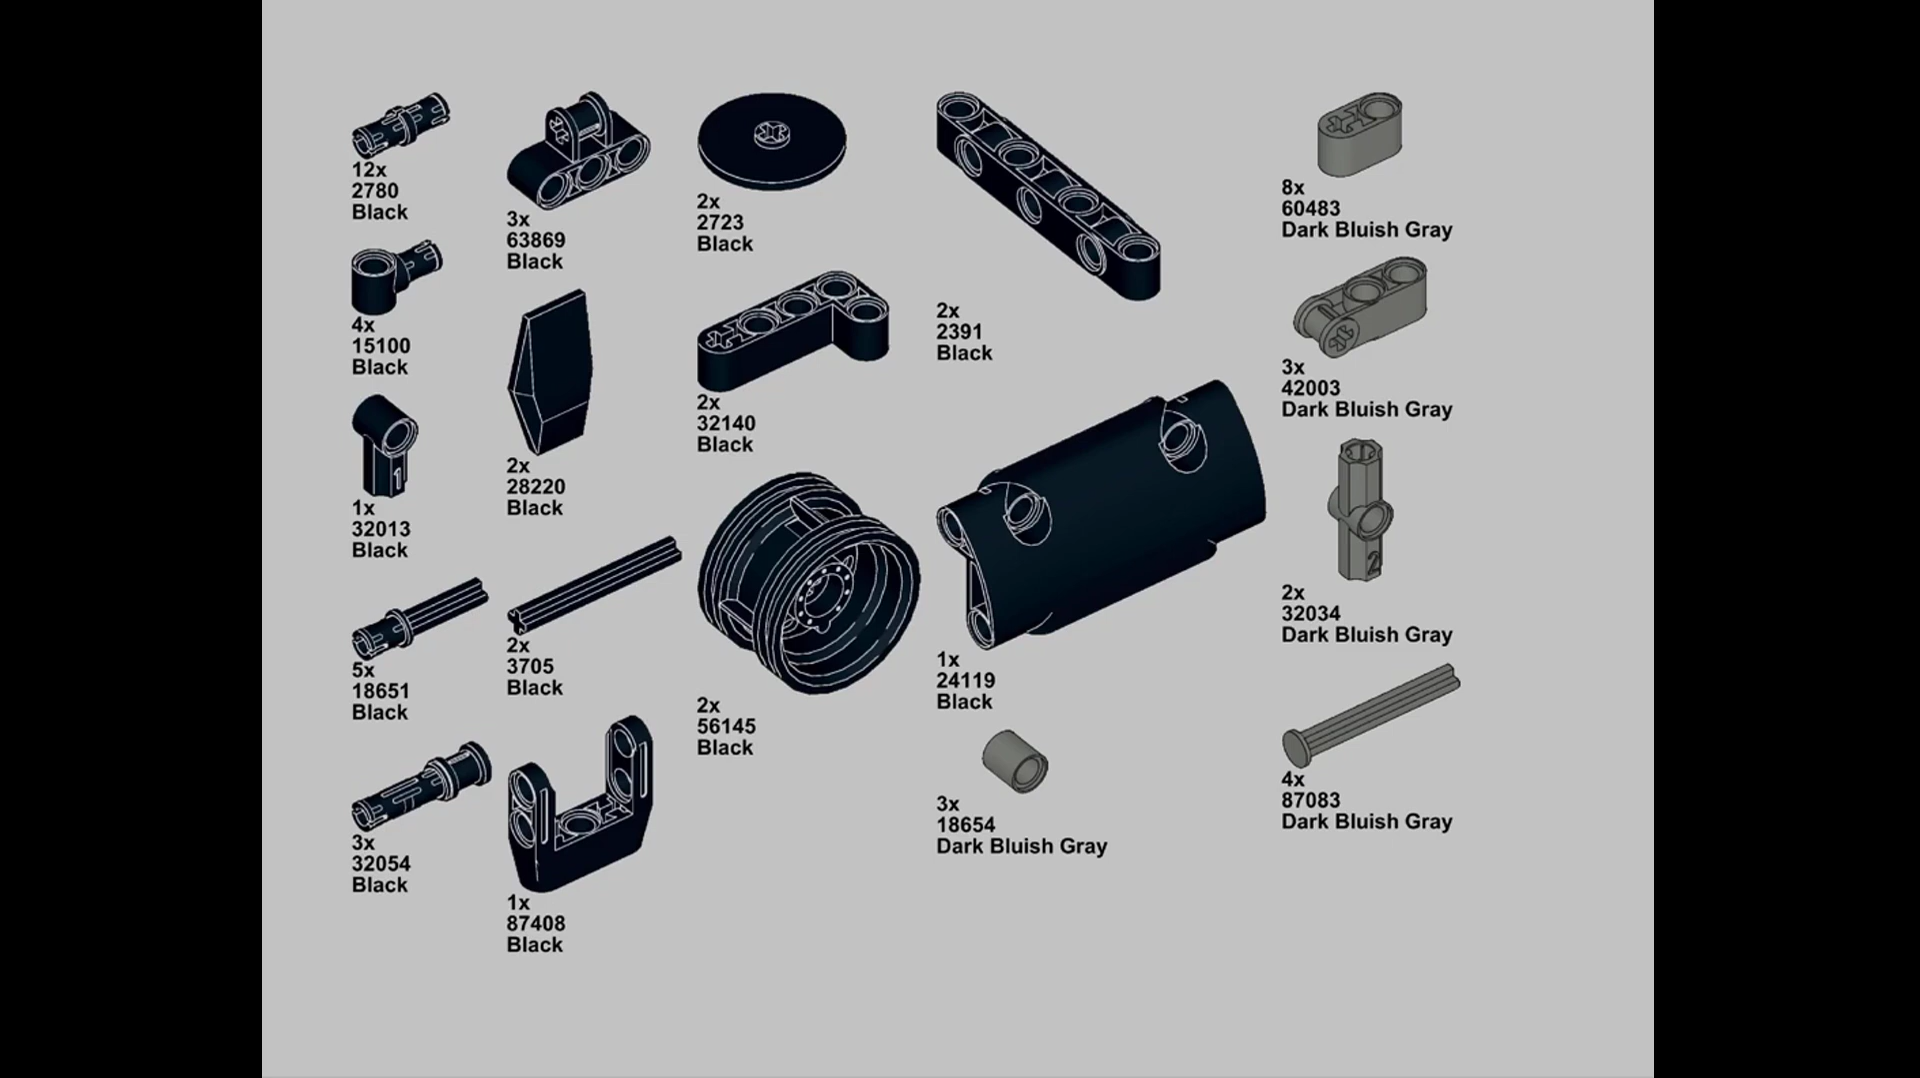 12x
2780
Black
4x
15100
Black
1x
32013
Black
1
5x
18651
Black
3x
32054
Black
3x
63869
Black
2x
28220
Black
2x
3705
Black
1x
87408
Black
2x
2723
Black
2x
32140
Black
2x
56145
Black
2x
2391
Black
1x
24119
Black
3x
18654
Dark Bluish Gray
8x
60483
Dark Bluish Gray
3x
42003
Dark Bluish Gray
2
2x
32034
Dark Bluish Gray
4x
87083
Dark Bluish Gray